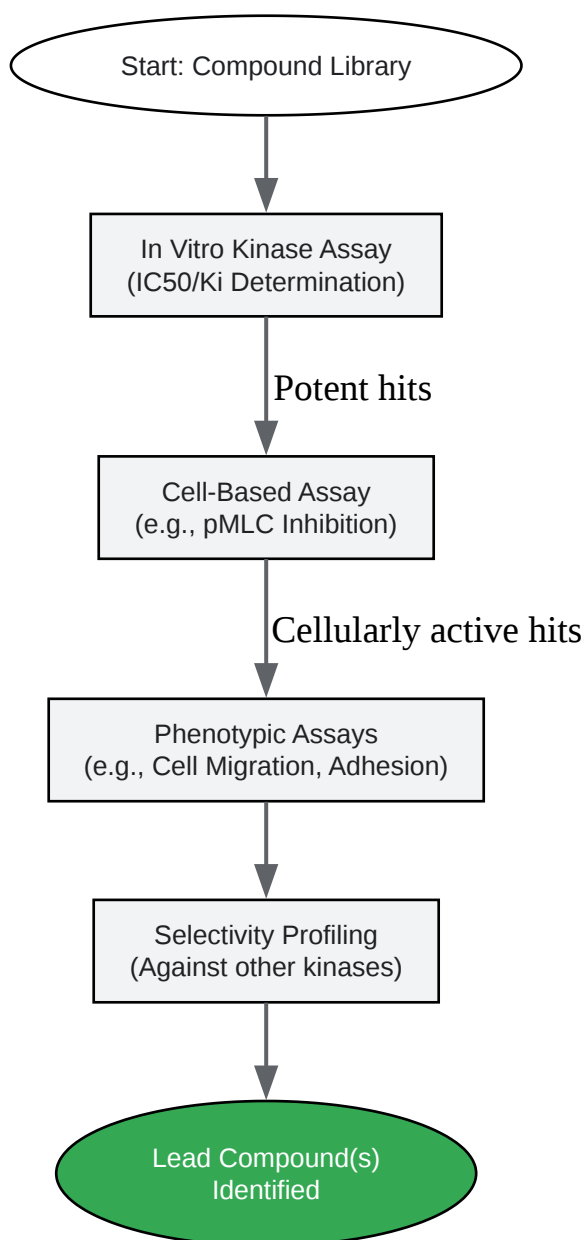 Start: Compound Library
In Vitro Kinase Assay
(IC50/Ki Determination)
Potent hits
Cell-Based Assay
(e.g., pMLC Inhibition)
Cellularly active hits
Phenotypic Assays
(e.g., Cell Migration, Adhesion)
Selectivity Profiling
(Against other kinases)
Lead Compound(s)
Identified